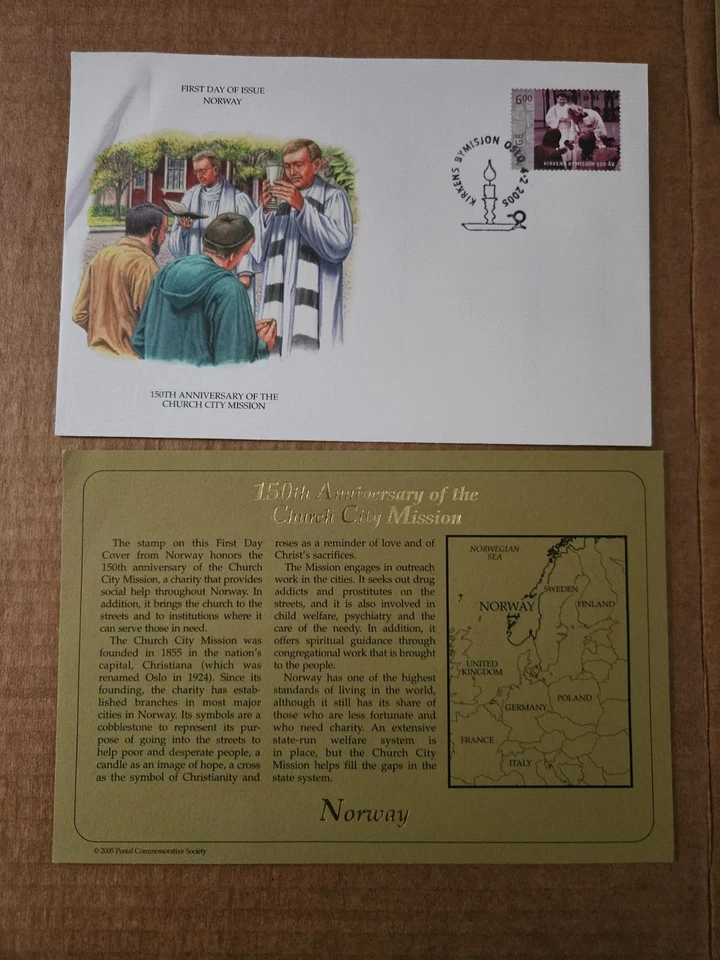 FIRST DAY OF ISSUE
NORWAY
6⁰⁰
NORGE
KIRKENS BYMISJON 150 ÅR
KIRKENS BYMISJON OSLO 4.2.2005
150TH ANNIVERSARY OF THE
CHURCH CITY MISSION
150th Anniversary of the
Church City Mission
The stamp on this First Day
Cover from Norway honors the
150th anniversary of the Church
City Mission, a charity that provides
social help throughout Norway. In
addition, it brings the church to the
streets and to institutions where it
can serve those in need.
The Church City Mission was
founded in 1855 in the nation's
capital, Christiana (which was
renamed Oslo in 1924). Since its
founding, the charity has estab-
lished branches in most major
cities in Norway. Its symbols are a
cobblestone to represent its pur-
pose of going into the streets to
help poor and desperate people, a
candle as an image of hope, a cross
as the symbol of Christianity and
roses as a reminder of love and of
Christ's sacrifices.
The Mission engages in outreach
work in the cities. It seeks out drug
addicts and prostitutes on the
streets, and it is also involved in
child welfare, psychiatry and the
care of the needy. In addition, it
offers spiritual guidance through
congregational work that is brought
to the people.
Norway has one of the highest
standards of living in the world,
although it still has its share of
those who are less fortunate and
who need charity. An extensive
state-run welfare system is
in place, but the Church City
Mission helps fill the gaps in the
state system.
NORWEGIAN
SEA
SWEDEN
NORWAY
FINLAND
UNITED
KINGDOM
POLAND
GERMANY
FRANCE
ITALY
Norway
© 2005 Postal Commemorative Society